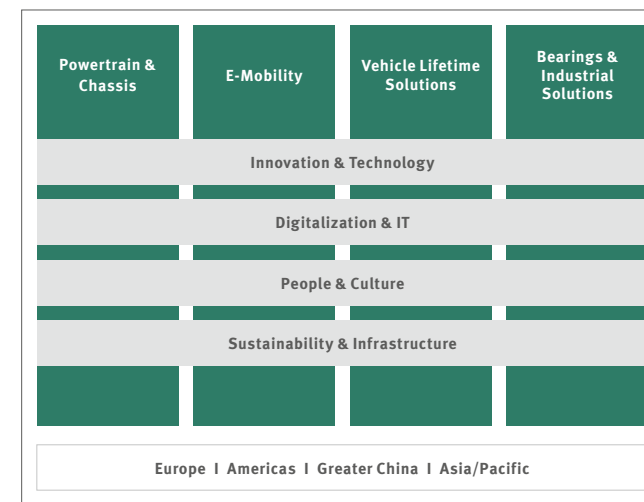 Powertrain &
Chassis
E-Mobility
Vehicle Lifetime
Solutions
Bearings &
Industrial
Solutions
Innovation & Technology
Digitalization & IT
People & Culture
Sustainability & Infrastructure
Europe I Americas I Greater China I Asia/Pacific